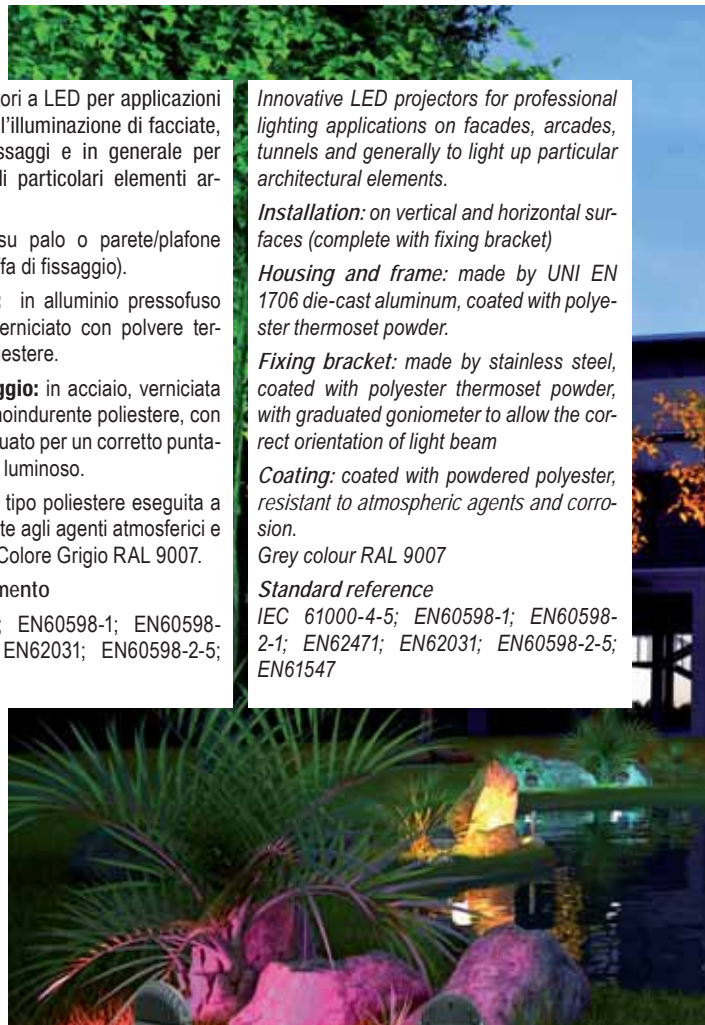 ori a LED per applicazioni
l'illuminazione di facciate,
ssaggi e in generale per
di particolari elementi ar-
su palo o parete/plafone
ffa di fissaggio).
: in alluminio pressofuso
erniciato con polvere ter-
iestere.
ggio: in acciaio, verniciata
noindurente poliestere, con
uato per un corretto punta-
luminoso.
tipo poliestere eseguita a
te agli agenti atmosferici e
Colore Grigio RAL 9007.
mento
; EN60598-1; EN60598-
EN62031; EN60598-2-5;
Innovative LED projectors for professional
lighting applications on facades, arcades,
tunnels and generally to light up particular
architectural elements.
Installation: on vertical and horizontal sur-
faces (complete with fixing bracket)
Housing and frame: made by UNI EN
1706 die-cast aluminum, coated with polye-
ster thermoset powder.
Fixing bracket: made by stainless steel,
coated with polyester thermoset powder,
with graduated goniometer to allow the cor-
rect orientation of light beam
Coating: coated with powdered polyester,
resistant to atmospheric agents and corro-
sion.
Grey colour RAL 9007
Standard reference
IEC 61000-4-5; EN60598-1; EN60598-
2-1; EN62471; EN62031; EN60598-2-5;
EN61547